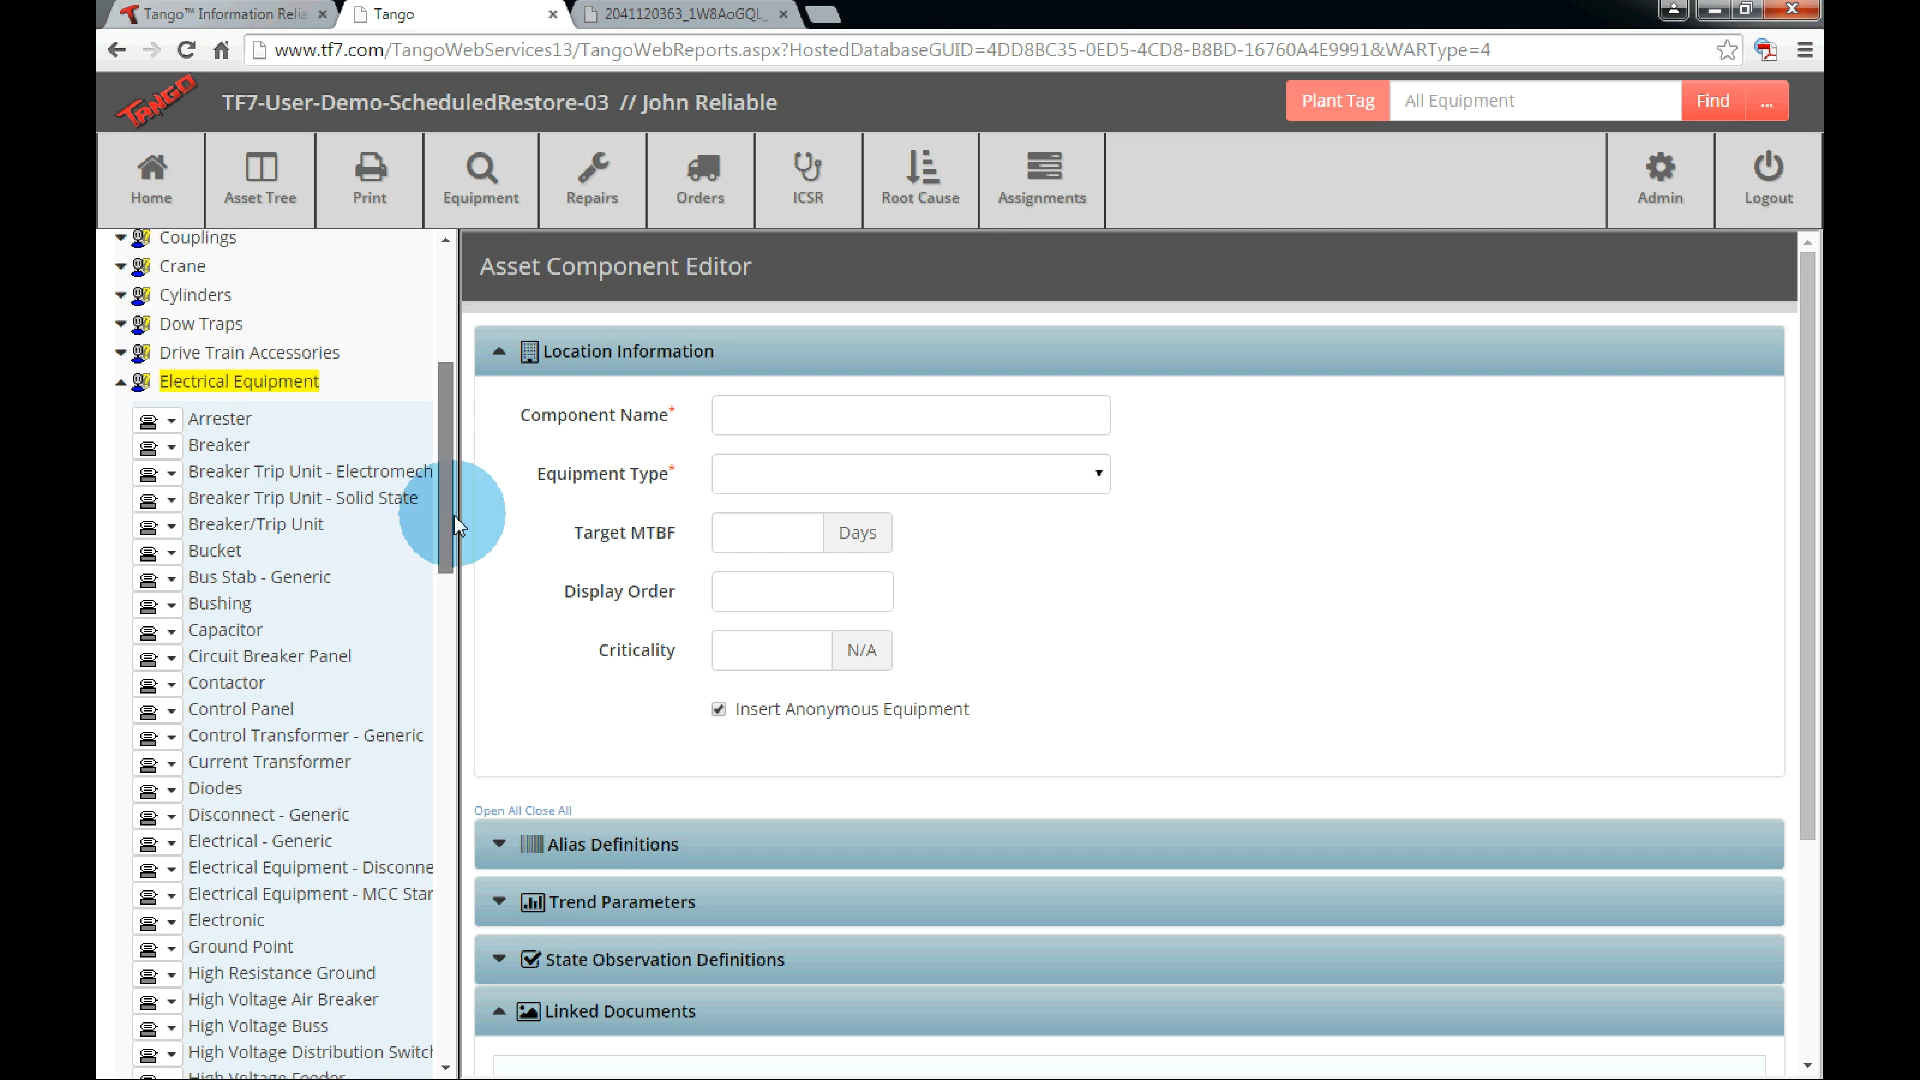 Tango™ Information Relia
Tango
2041120363_1W8AoGQL_
www.tf7.com/TangoWebServices13/TangoWebReports.aspx?HostedDatabaseGUID=4DD8BC35-0ED5-4CD8-B8BD-16760A4E9991&WARType=4
TANGO
TF7-User-Demo-ScheduledRestore-03 // John Reliable
Plant Tag
All Equipment
Find
...
Home
Asset Tree
Print
Equipment
Repairs
Orders
ICSR
Root Cause
Assignments
Admin
Logout
Couplings
Crane
Cylinders
Dow Traps
Drive Train Accessories
Electrical Equipment
Arrester
Breaker
Breaker Trip Unit - Electromech
Breaker Trip Unit - Solid State
Breaker/Trip Unit
Bucket
Bus Stab - Generic
Bushing
Capacitor
Circuit Breaker Panel
Contactor
Control Panel
Control Transformer - Generic
Current Transformer
Diodes
Disconnect - Generic
Electrical - Generic
Electrical Equipment - Disconne
Electrical Equipment - MCC Star
Electronic
Ground Point
High Resistance Ground
High Voltage Air Breaker
High Voltage Buss
High Voltage Distribution Switch
High Voltage Feeder
Asset Component Editor
Location Information
Component Name*
Equipment Type*
Target MTBF
Days
Display Order
Criticality
N/A
Insert Anonymous Equipment
Open All Close All
Alias Definitions
Trend Parameters
State Observation Definitions
Linked Documents